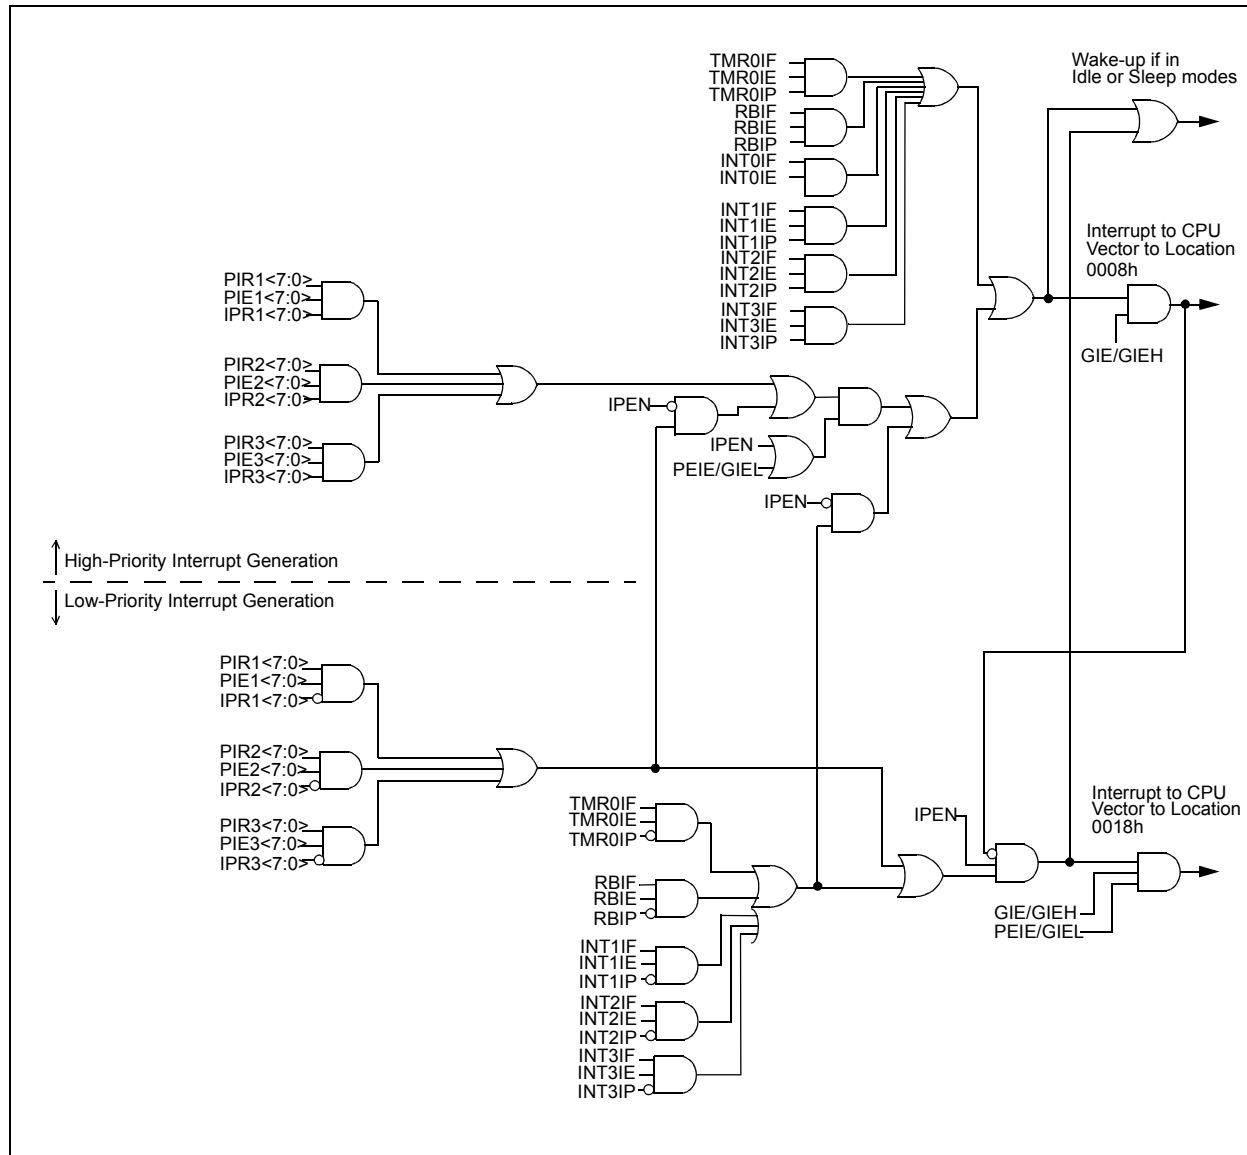 TMR0IF
TMR0IE
TMR0IP
RBIF
RBIE
RBIP
INT0IF
INT0IE
INT1IF
INT1IE
INT1IP
INT2IF
INT2IE
INT2IP
INT3IF
INT3IE
INT3IP
Wake-up if in
Idle or Sleep modes
Interrupt to CPU
Vector to Location
0008h
GIE/GIEH
PIR1<7:0>
PIE1<7:0>
IPR1<7:0>
PIR2<7:0>
PIE2<7:0>
IPR2<7:0>
PIR3<7:0>
PIE3<7:0>
IPR3<7:0>
IPEN
IPEN
PEIE/GIEL
IPEN
High-Priority Interrupt Generation
Low-Priority Interrupt Generation
PIR1<7:0>
PIE1<7:0>
IPR1<7:0>
PIR2<7:0>
PIE2<7:0>
IPR2<7:0>
PIR3<7:0>
PIE3<7:0>
IPR3<7:0>
TMR0IF
TMR0IE
TMR0IP
RBIF
RBIE
RBIP
INT1IF
INT1IE
INT1IP
INT2IF
INT2IE
INT2IP
INT3IF
INT3IE
INT3IP
IPEN
Interrupt to CPU
Vector to Location
0018h
GIE/GIEH
PEIE/GIEL